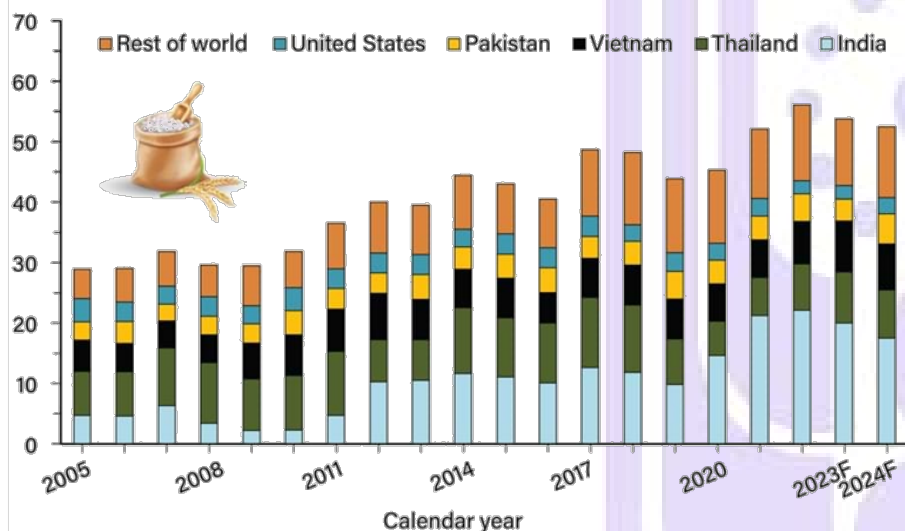 70
Rest of world United States Pakistan Vietnam Thailand India
60
50
40
30
20
10
0
2005 2008 2011 2014 2017 2020 2023F 2024F
Calendar year